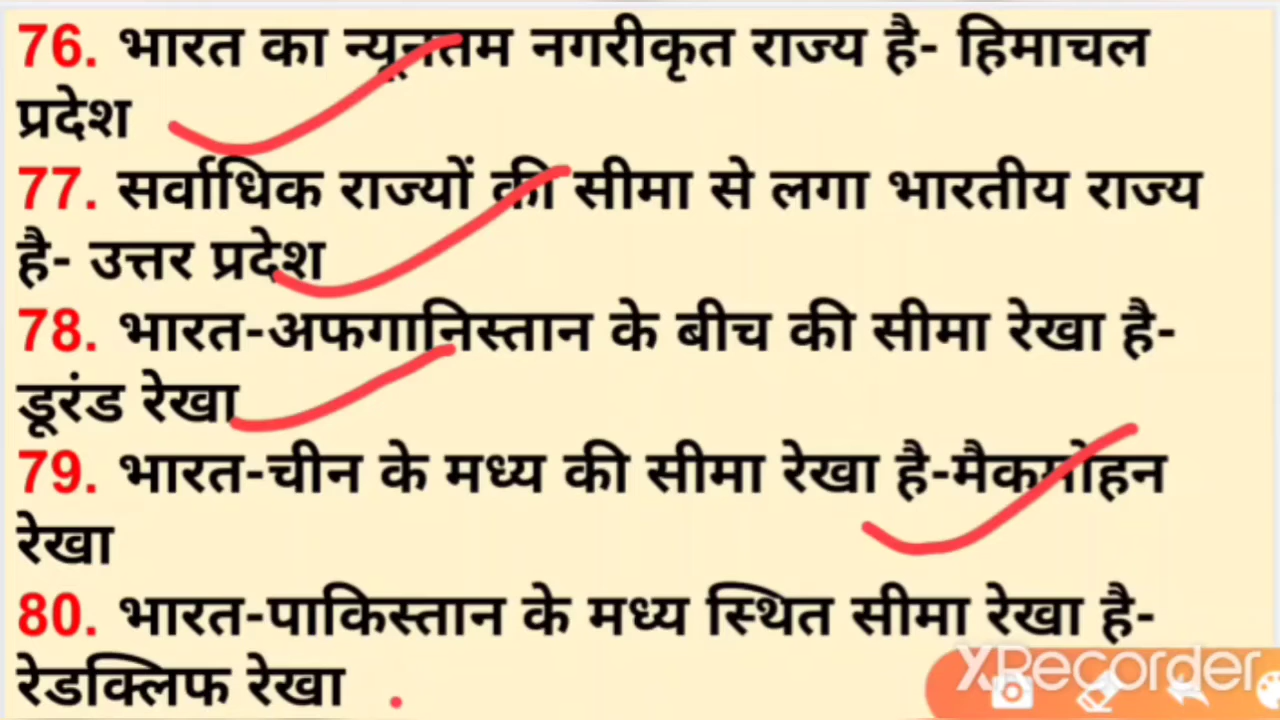 76. भारत का न्यूनतम नगरीकृत राज्य है- हिमाचल
प्रदेश
77. सर्वाधिक राज्यों की सीमा से लगा भारतीय राज्य
है- उत्तर प्रदेश
78. भारत-अफगानिस्तान के बीच की सीमा रेखा है-
डूरंड रेखा
79. भारत-चीन के मध्य की सीमा रेखा है-मैकमोहन
रेखा
80. भारत-पाकिस्तान के मध्य स्थित सीमा रेखा है-
रेडक्लिफ रेखा
XRecorder